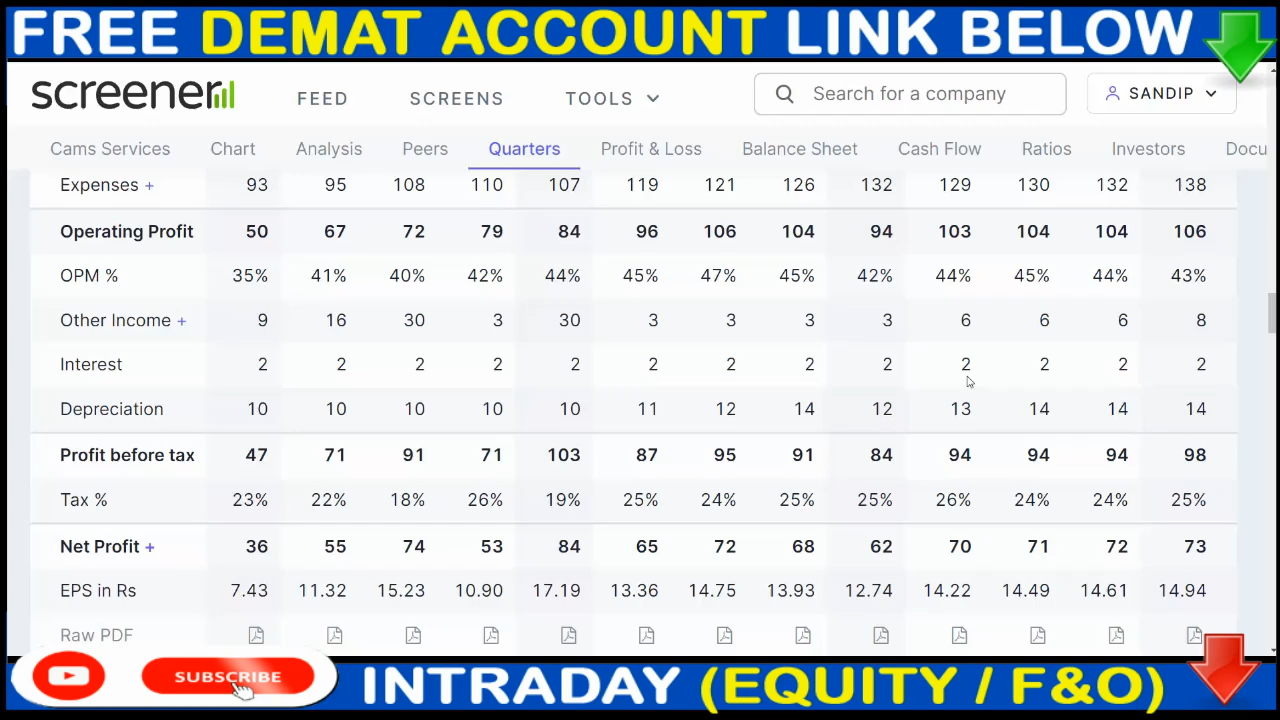 FREE DEMAT ACCOUNT LINK BELOW
screener FEED SCREENS TOOLS Search for a company SANDIP
Cams Services Chart Analysis Peers Quarters Profit & Loss Balance Sheet Cash Flow Ratios Investors Docu
Expenses + 93 95 108 110 107 119 121 126 132 129 130 132 138
Operating Profit 50 67 72 79 84 96 106 104 94 103 104 104 106
OPM % 35% 41% 40% 42% 44% 45% 47% 45% 42% 44% 45% 44% 43%
Other Income + 9 16 30 3 30 3 3 3 3 6 6 6 8
Interest 2 2 2 2 2 2 2 2 2 2 2 2 2
Depreciation 10 10 10 10 10 11 12 14 12 13 14 14 14
Profit before tax 47 71 91 71 103 87 95 91 84 94 94 94 98
Tax % 23% 22% 18% 26% 19% 25% 24% 25% 25% 26% 24% 24% 25%
Net Profit + 36 55 74 53 84 65 72 68 62 70 71 72 73
EPS in Rs 7.43 11.32 15.23 10.90 17.19 13.36 14.75 13.93 12.74 14.22 14.49 14.61 14.94
Raw PDF
SUBSCRIBE INTRADAY (EQUITY / F&O)